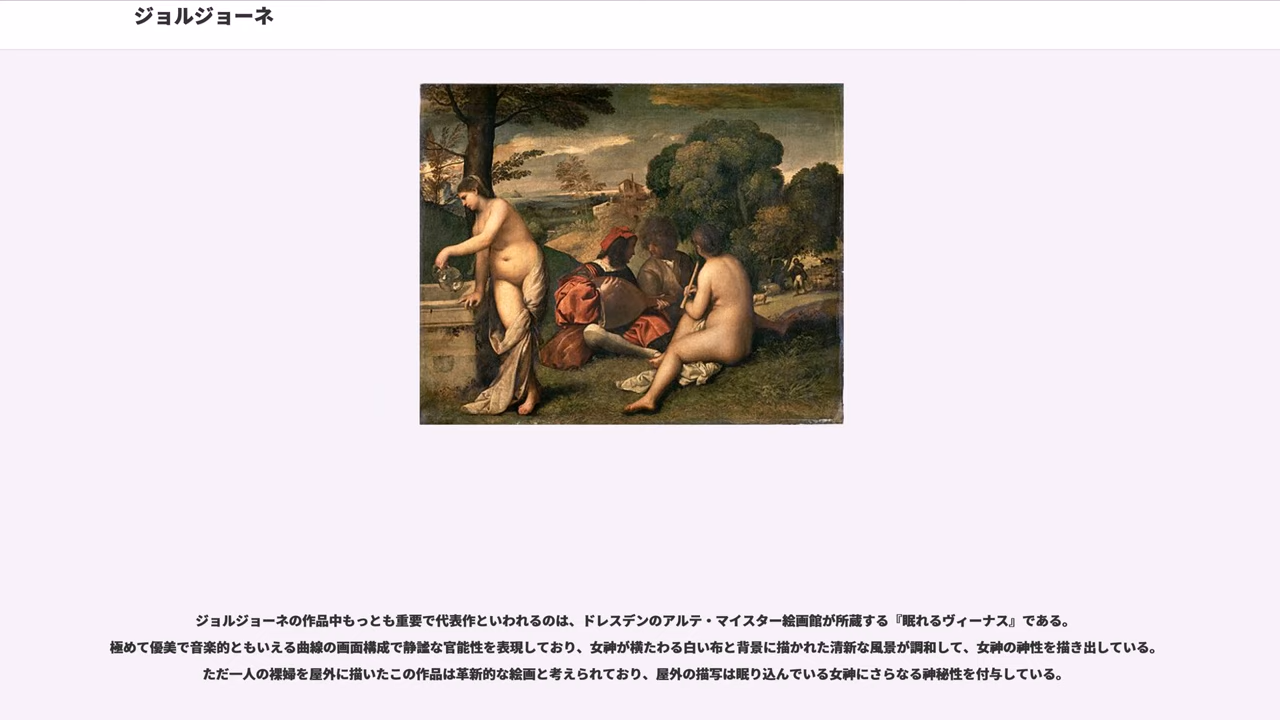 ジョルジョーネ
ジョルジョーネの作品中もっとも重要で代表作といわれるのは、ドレスデンのアルテ・マイスター絵画館が所蔵する『眠れるヴィーナス』である。
極めて優美で音楽的ともいえる曲線の画面構成で静謐な官能性を表現しており、女神が横たわる白い布と背景に描かれた清新な風景が調和して、女神の神性を描き出している。
ただ一人の裸婦を屋外に描いたこの作品は革新的な絵画と考えられており、屋外の描写は眠り込んでいる女神にさらなる神秘性を付与している。